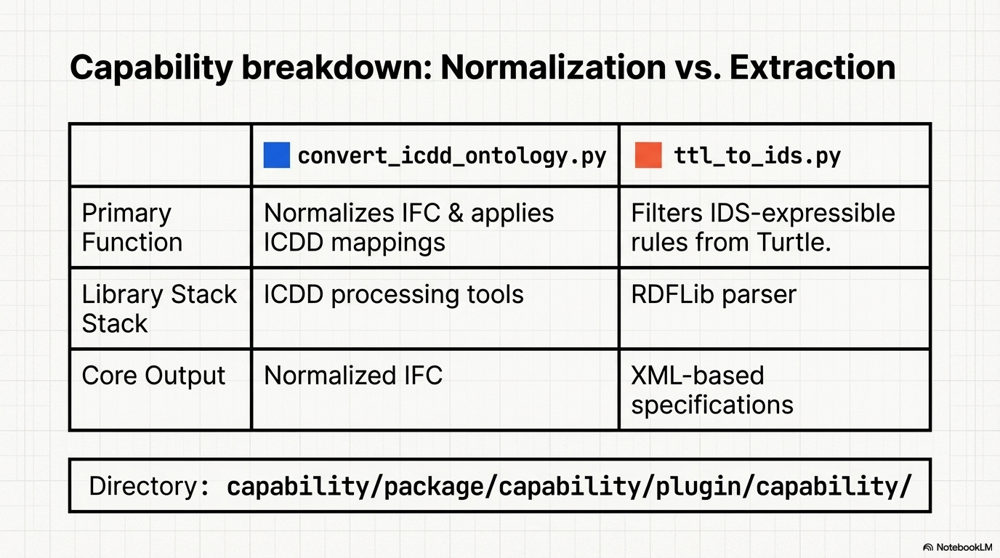 Capability breakdown: Normalization vs. Extraction
convert_icdd_ontology.py
ttl_to_ids.py
Primary
Function
Normalizes IFC & applies
ICDD mappings
Filters IDS-expressible
rules from Turtle.
Library Stack
Stack
ICDD processing tools
RDFLib parser
Core Output
Normalized IFC
XML-based
specifications
Directory: capability/package/capability/plugin/capability/
NotebookLM